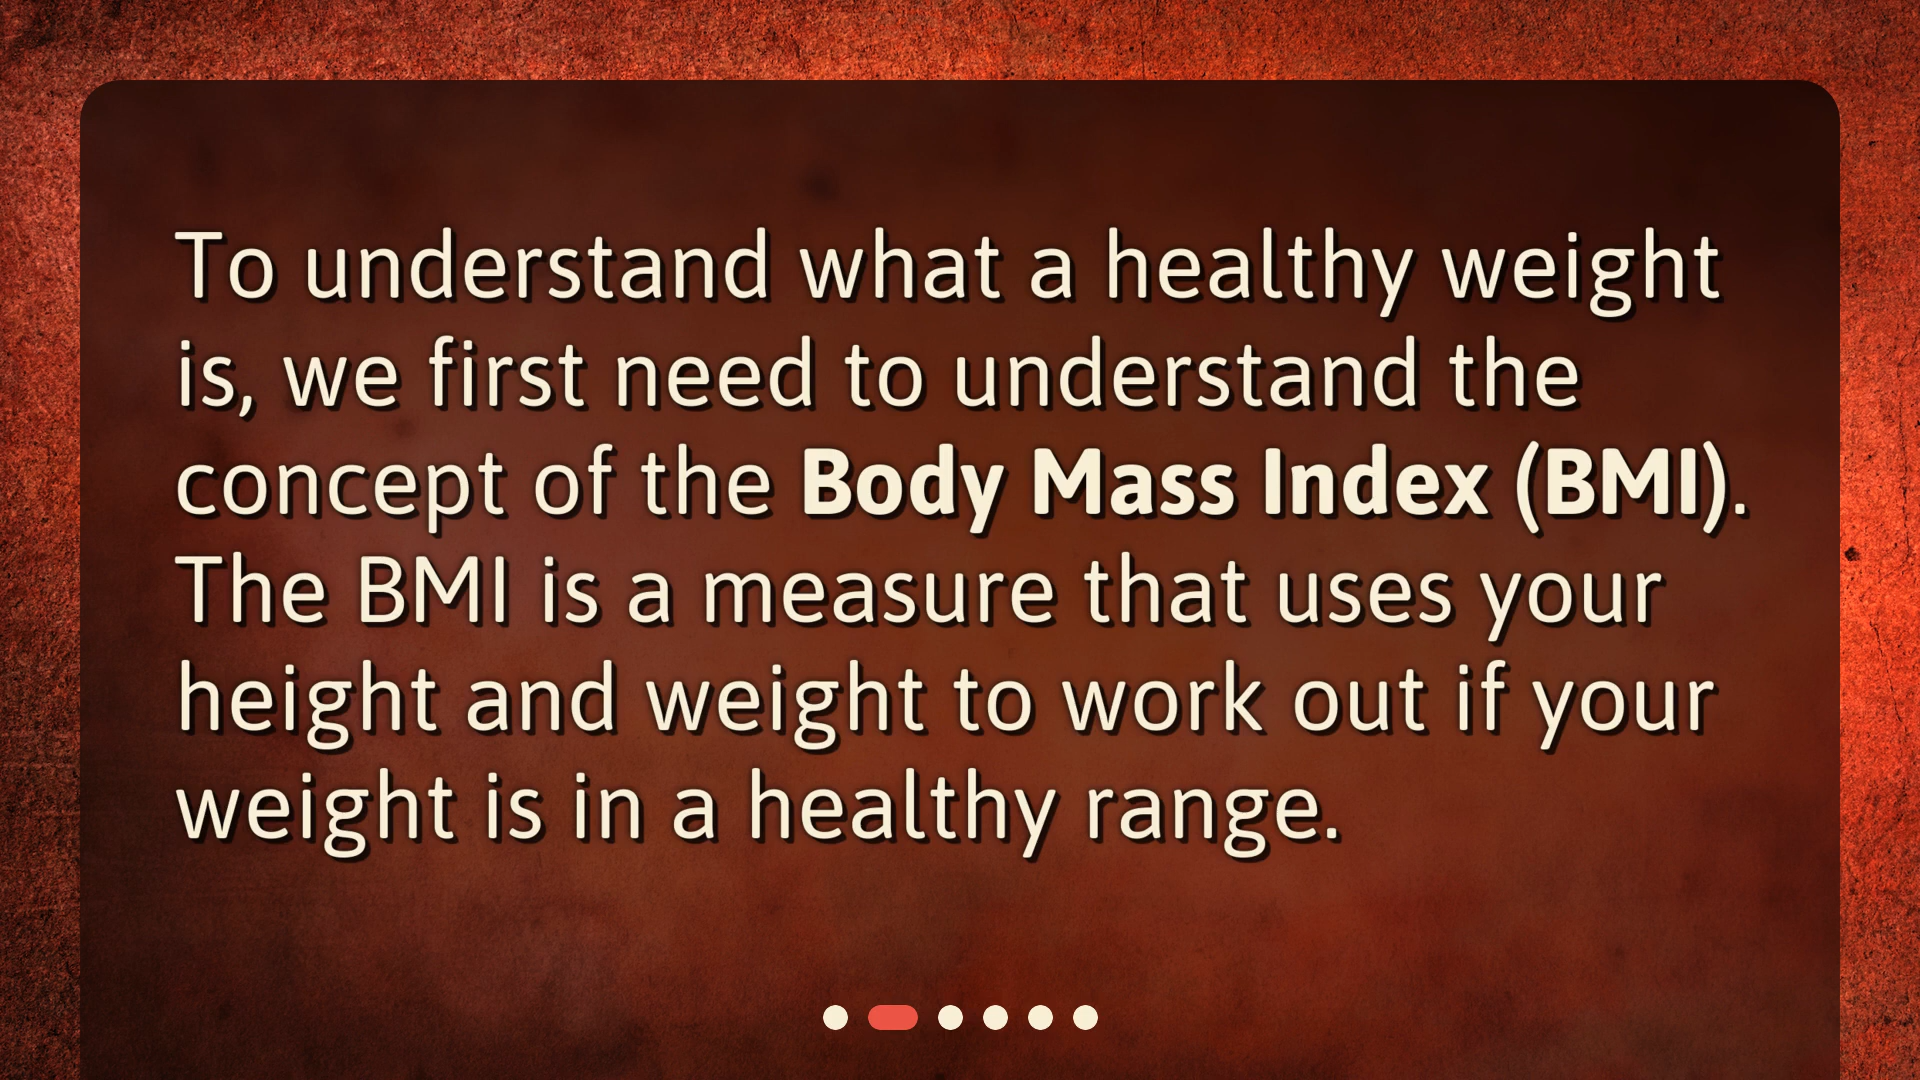 To understand what a healthy weight
is, we first need to understand the
concept of the Body Mass Index (BMI).
The BMI is a measure that uses your
height and weight to work out if your
weight is in a healthy range.